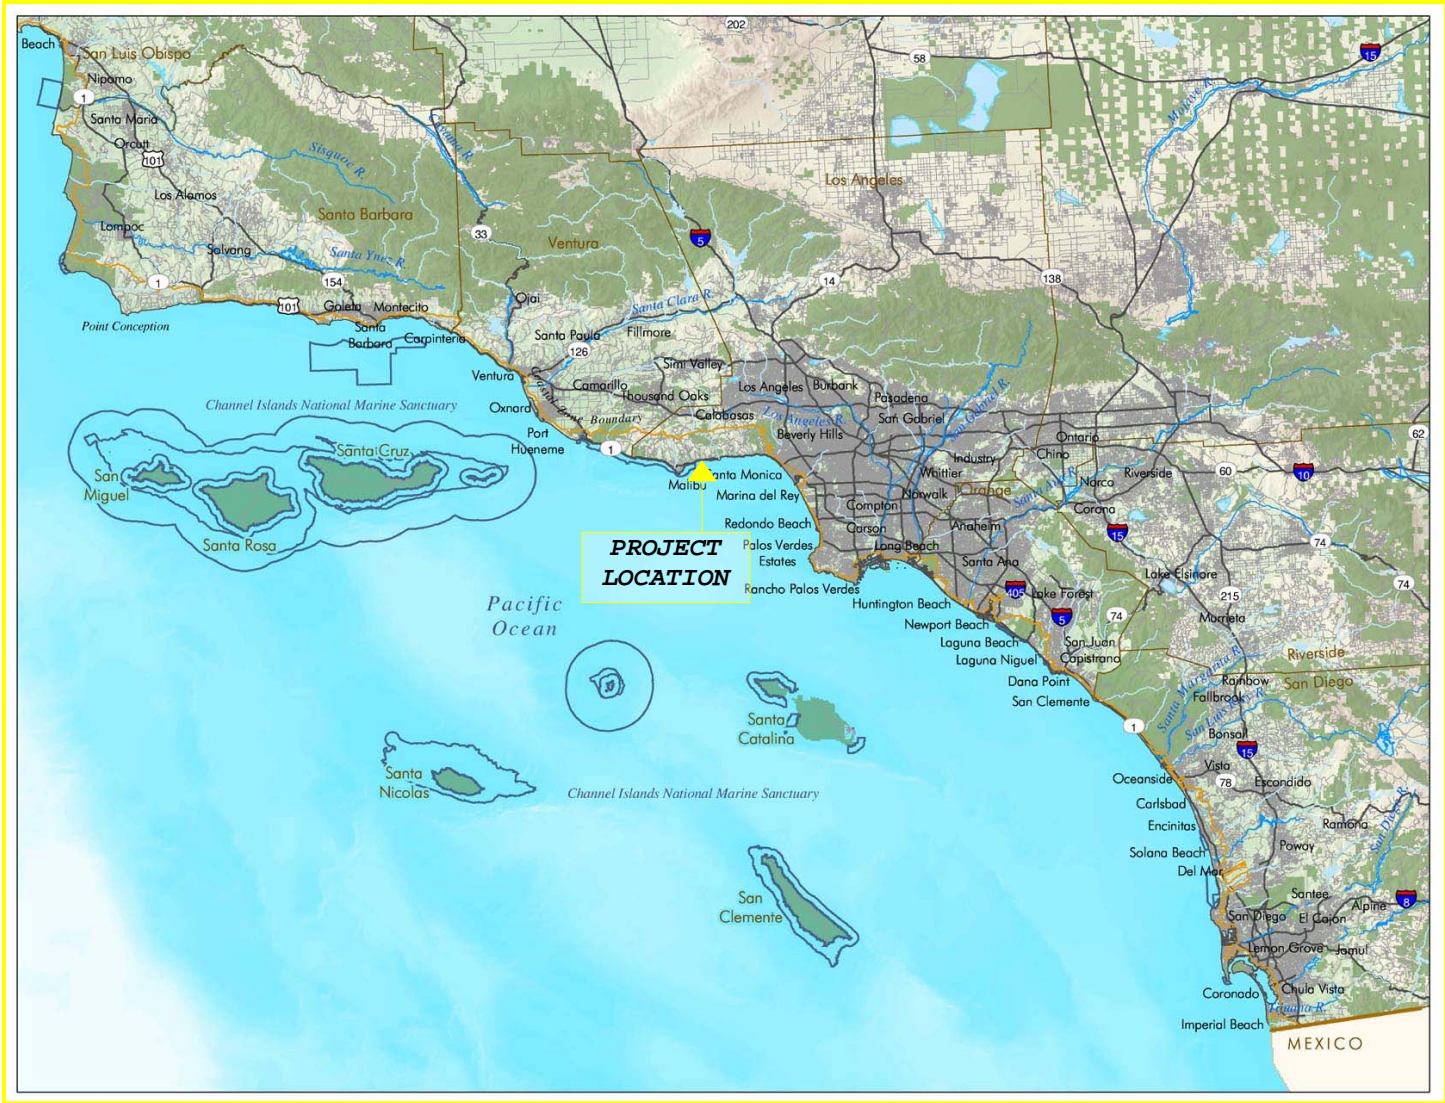 202
Beach
San Luis Obispo
58
15
Nipomo
1
Mojave R.
Santa Maria
Cuyama R.
Orcutt
101
Sisquoc R.
Los Angeles
Los Alamos
Santa Barbara
Lompoc
33
Ventura
5
Solvang
Santa Ynez R
1
154
14
138
Ojai
101
Goleta
Montecito
Santa Clara R.
Point Conception
Santa
Barbara
Carpinteria
Santa Paula
Fillmore
126
Simi Valley
Ventura
Camarillo
Thousand Oaks
Los Angeles
Burbank
Pasadena
San Gabriel R.
Channel Islands National Marine Sanctuary
Oxnard
Coastal Zone Boundary
Calabasas
Los Angeles R.
San Gabriel
Port
Hueneme
1
Beverly Hills
Ontario
62
Santa Cruz
Industry
Chino
San
Miguel
Malibu
Santa Monica
Whittier
Santa Ana R.
Norco
Riverside
60
10
Marina del Rey
Norwalk
Orange
Compton
Corona
Redondo Beach
Carson
Anaheim
15
Santa Rosa
PROJECT
LOCATION
Palos Verdes
Estates
Long Beach
74
Santa Ana
Lake Elsinore
74
Rancho Palos Verdes
405
Lake Forest
215
Pacific
Ocean
Huntington Beach
5
74
Murrieta
Newport Beach
Laguna Beach
San Juan
Capistrano
Laguna Niguel
Riverside
Santa Margarita R.
Dana Point
Rainbow
San Diego
San Clemente
Fallbrook
San Luis Rey R.
Santa
Catalina
1
Bonsall
15
Santa
Nicolas
Vista
Oceanside
78
Escondido
Channel Islands National Marine Sanctuary
Carlsbad
San Diego R.
Encinitas
Ramona
Solana Beach
Poway
Del Mar
San
Clemente
Santee
Alpine
8
San Diego
El Cajon
Lemon Grove
Jamul
Coronado
Chula Vista
Tijuana R.
Imperial Beach
MEXICO